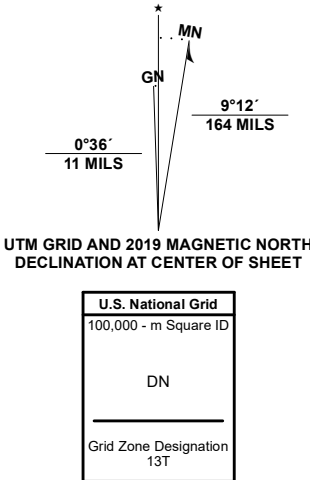 ★
MN
GN
9°12´
164 MILS
0°36´
11 MILS
UTM GRID AND 2019 MAGNETIC NORTH
DECLINATION AT CENTER OF SHEET
U.S. National Grid
100,000 - m Square ID
DN
Grid Zone Designation
13T